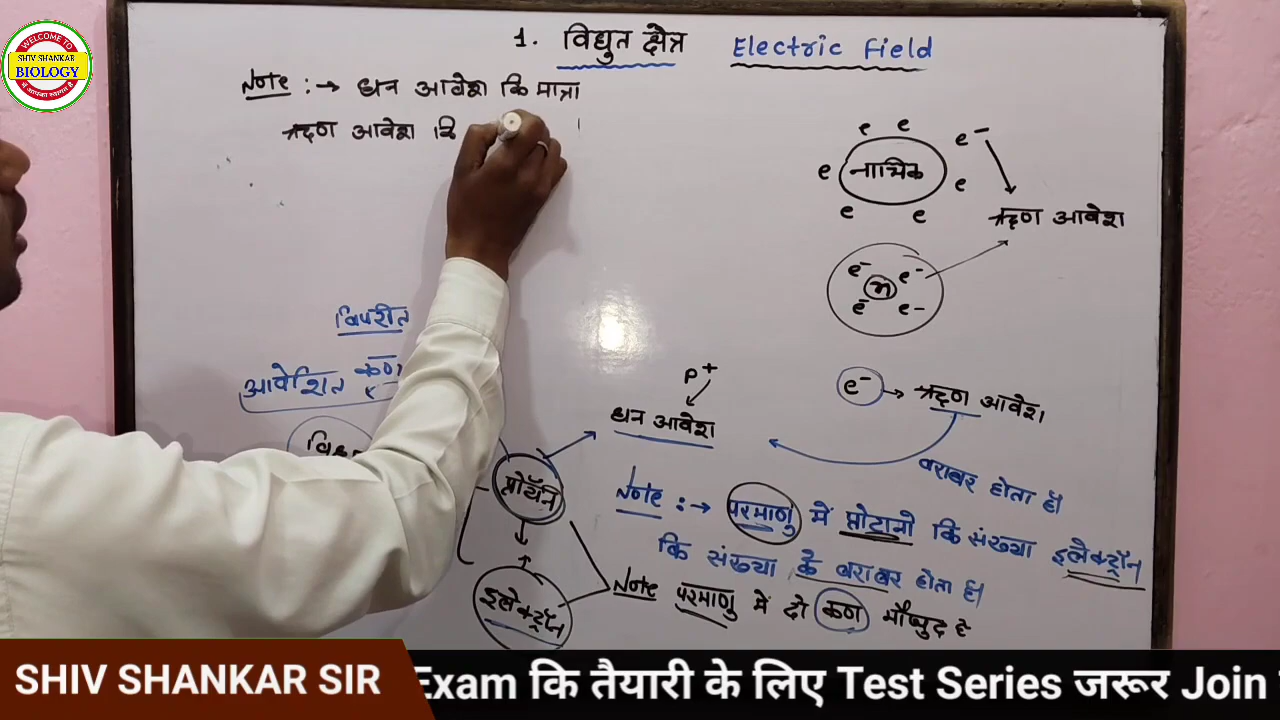 WELCOME TO
SHIV SHANKAR
BIOLOGY
में आपका स्वागत है
1. विद्युत क्षेत्र Electric Field
Note :→ धन आवेश कि मात्रा
ऋण आवेश कि
e e e e e e e-
नाभिक
ऋण आवेश
e- e- e- e-
विपरीत
आवेशित कण
P+
धन आवेश
e- → ऋण आवेश
बराबर होता है।
प्रोटॉन
Note :→ परमाणु में प्रोटानो कि संख्या इलेक्ट्रॉन
कि संख्या के बराबर होता है।
इलेक्ट्रॉन
Note परमाणु में दो कण मौजुद है
SHIV SHANKAR SIR
Exam कि तैयारी के लिए Test Series जरूर Join